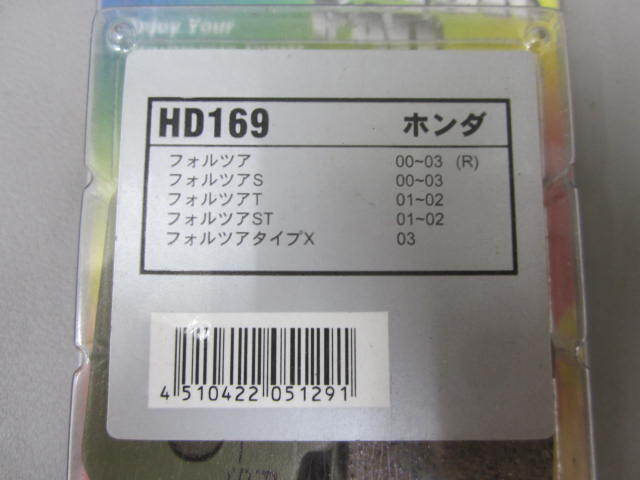 Enjoy Your
HD169 ホンダ
フォルツア 00~03 (R)
フォルツアS 00~03
フォルツアT 01~02
フォルツアST 01~02
フォルツアタイプX 03
4 510422 051291